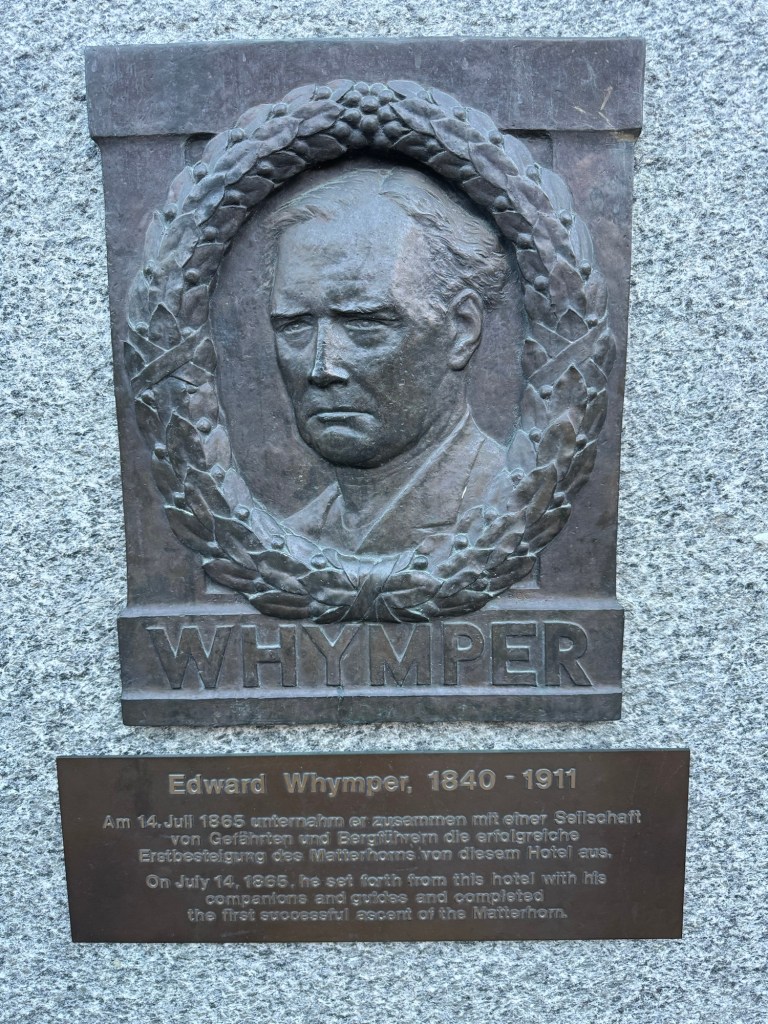 WHYMPER
Edward Whymper, 1840 - 1911
Am 14. Juli 1865 unternahm er zusammen mit einer Seilschaft
von Gefährten und Bergführern die erfolgreiche
Erstbesteigung des Matterhorns von diesem Hotel aus.
On July 14, 1865, he set forth from this hotel with his
companions and guides and completed
the first successful ascent of the Matterhorn.